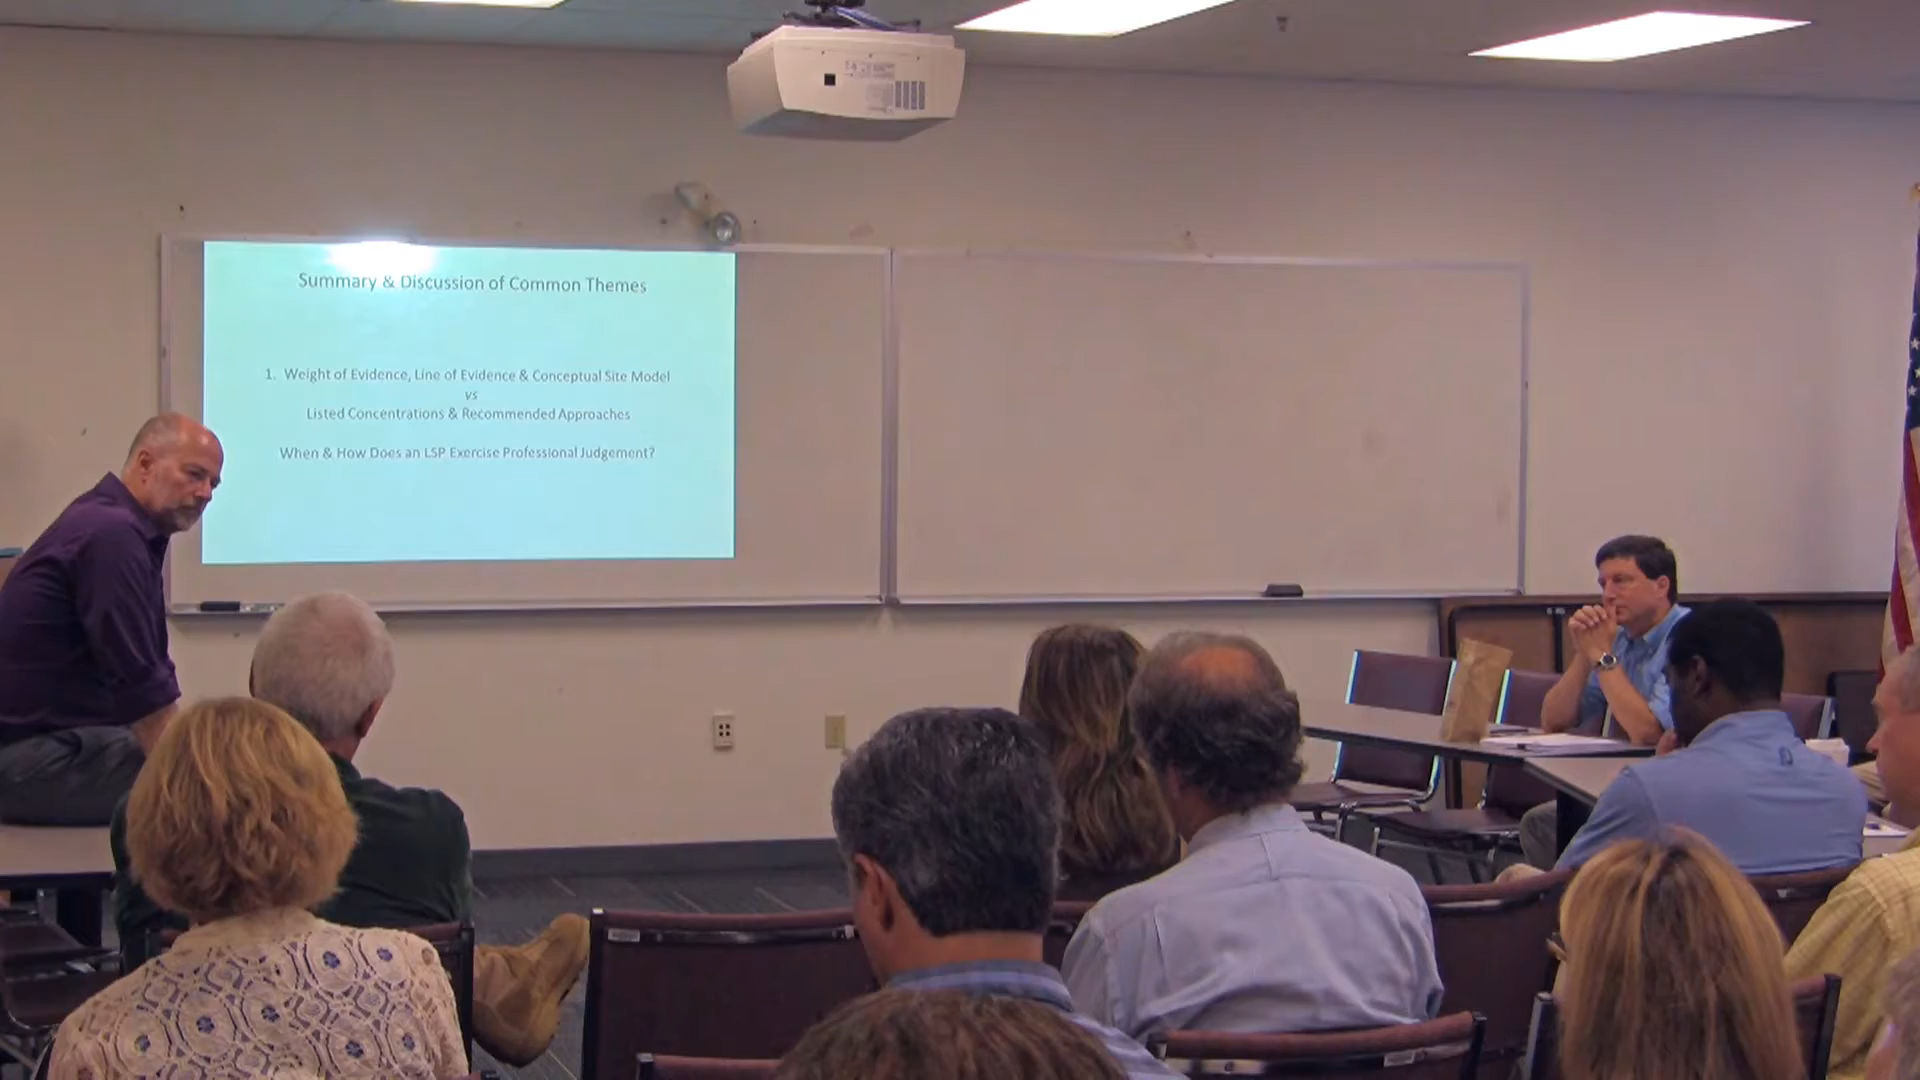 Summary & Discussion of Common Themes
1. Weight of Evidence, Line of Evidence & Conceptual Site Model
vs
Listed Concentrations & Recommended Approaches
When & How Does an LSP Exercise Professional Judgement?